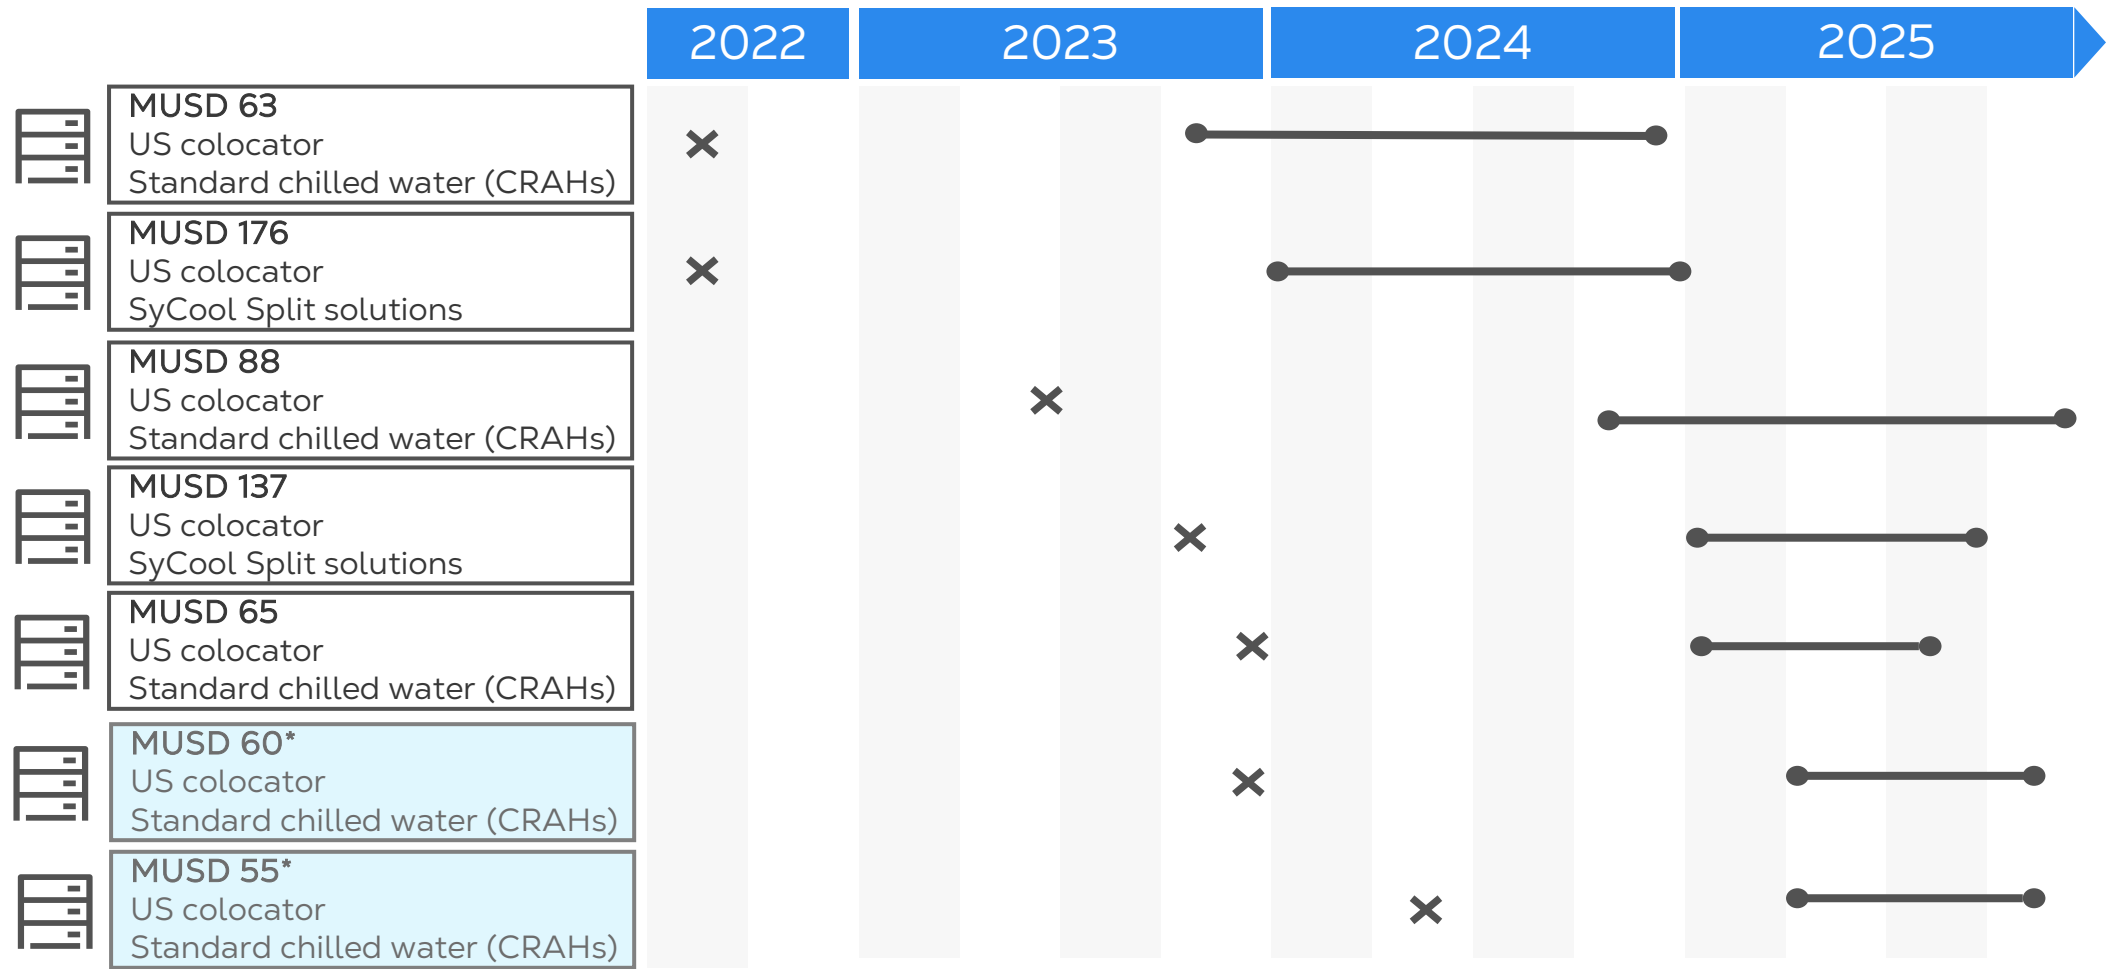 2022
2023
2024
2025
MUSD 63
US colocator
Standard chilled water (CRAHs)
MUSD 176
US colocator
SyCool Split solutions
MUSD 88
US colocator
Standard chilled water (CRAHs)
MUSD 137
US colocator
SyCool Split solutions
MUSD 65
US colocator
Standard chilled water (CRAHs)
MUSD 60*
US colocator
Standard chilled water (CRAHs)
MUSD 55*
US colocator
Standard chilled water (CRAHs)